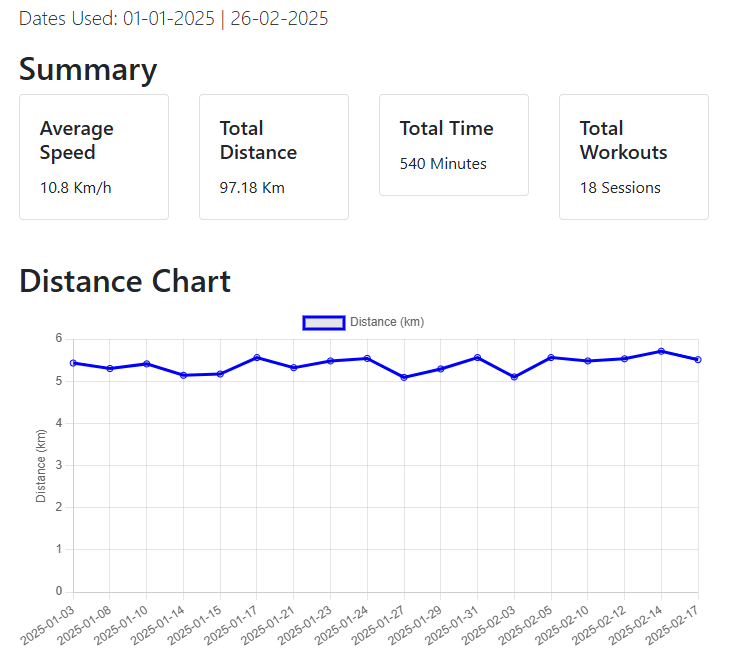 Dates Used: 01-01-2025 | 26-02-2025
Summary
Average
Speed
10.8 Km/h
Total
Distance
97.18 Km
Total Time
540 Minutes
Total
Workouts
18 Sessions
Distance Chart
Distance (km)
Distance (km)
6
5
4
3
2
1
0
2025-01-03
2025-01-08
2025-01-10
2025-01-14
2025-01-15
2025-01-17
2025-01-21
2025-01-23
2025-01-24
2025-01-27
2025-01-29
2025-01-31
2025-02-03
2025-02-05
2025-02-10
2025-02-12
2025-02-14
2025-02-17